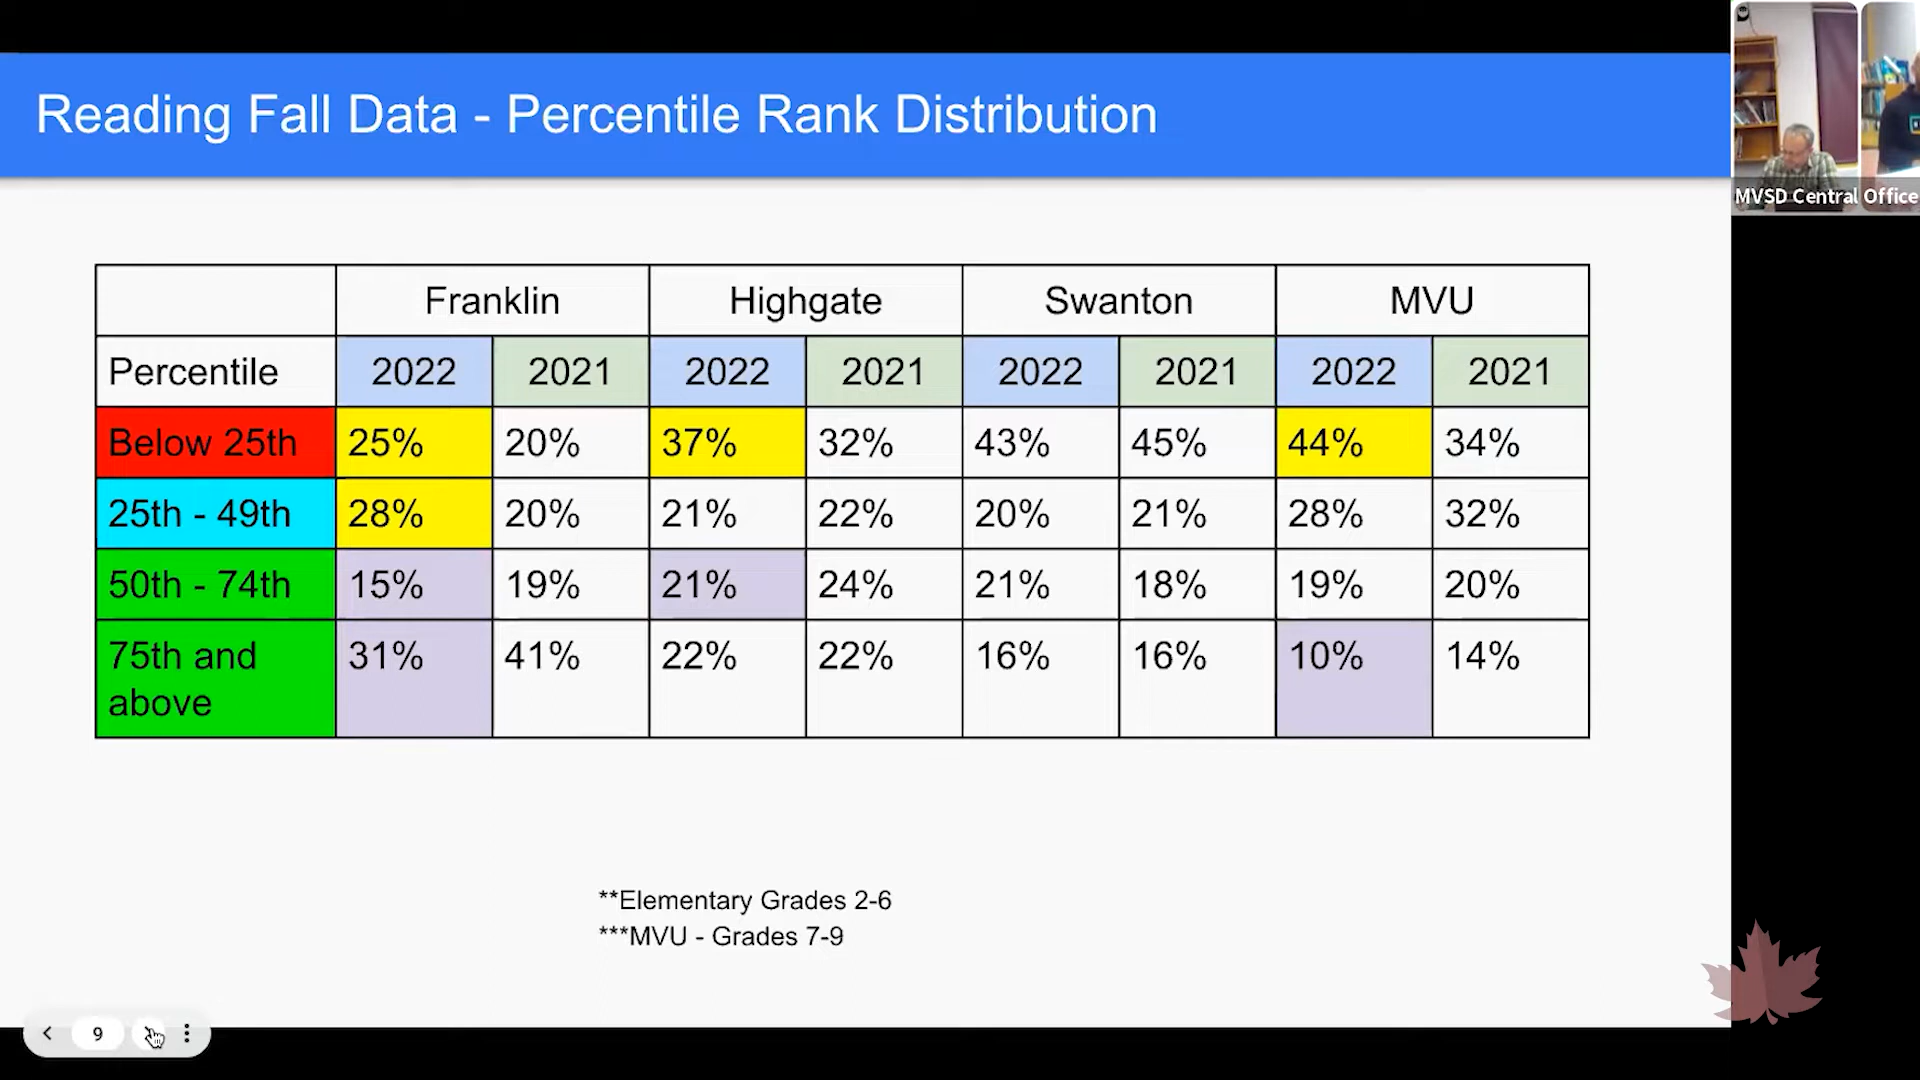 Reading Fall Data - Percentile Rank Distribution
MVSD Central Office
Franklin Highgate Swanton MVU
Percentile 2022 2021 2022 2021 2022 2021 2022 2021
Below 25th 25% 20% 37% 32% 43% 45% 44% 34%
25th - 49th 28% 20% 21% 22% 20% 21% 28% 32%
50th - 74th 15% 19% 21% 24% 21% 18% 19% 20%
75th and 31% 41% 22% 22% 16% 16% 10% 14%
above
**Elementary Grades 2-6
***MVU - Grades 7-9
9